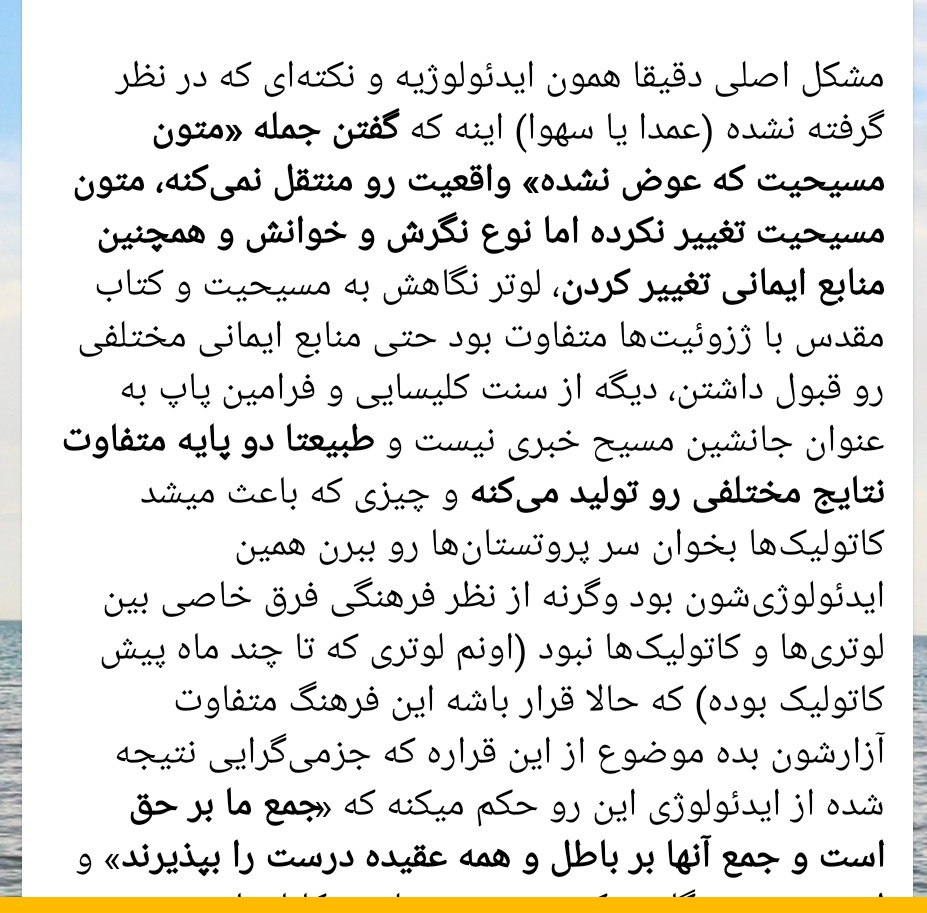 مشکل اصلی دقیقا همون ایدئولوژیه و نکته‌ای که در نظر
گرفته نشده (عمدا یا سهوا) اینه که گفتن جمله «متون
مسیحیت که عوض نشده» واقعیت رو منتقل نمی‌کنه، متون
مسیحیت تغییر نکرده اما نوع نگرش و خوانش و همچنین
منابع ایمانی تغییر کردن، لوتر نگاهش به مسیحیت و کتاب
مقدس با ژزوئیت‌ها متفاوت بود حتی منابع ایمانی مختلفی
رو قبول داشتن، دیگه از سنت کلیسایی و فرامین پاپ به
عنوان جانشین مسیح خبری نیست و طبیعتا دو پایه متفاوت
نتایج مختلفی رو تولید می‌کنه و چیزی که باعث میشد
کاتولیک‌ها بخوان سر پروتستان‌ها رو ببرن همین
ایدئولوژی‌شون بود وگرنه از نظر فرهنگی فرق خاصی بین
لوتری‌ها و کاتولیک‌ها نبود (اونم لوتری که تا چند ماه پیش
کاتولیک بوده) که حالا قرار باشه این فرهنگ متفاوت
آزارشون بده موضوع از این قراره که جزمی‌گرایی نتیجه
شده از ایدئولوژی این رو حکم میکنه که «جمع ما بر حق
است و جمع آنها بر باطل و همه عقیده درست را بپذیرند» و